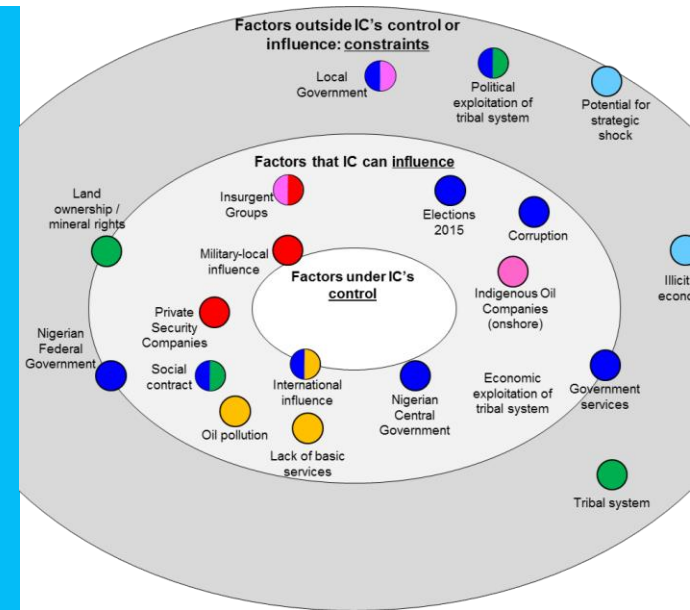 Factors outside IC's control or
influence: constraints
Local
Government
Political
exploitation of
tribal system
Potential for
strategic
shock
Factors that IC can influence
Land
ownership /
mineral rights
Insurgent
Groups
Elections
2015
Corruption
Military-local
influence
Factors under IC's
control
Indigenous Oil
Companies
(onshore)
Illicit
econo
Private
Security
Companies
Nigerian
Federal
Government
Social
contract
International
influence
Nigerian
Central
Government
Economic
exploitation of
tribal system
Government
services
Oil pollution
Lack of basic
services
Tribal system